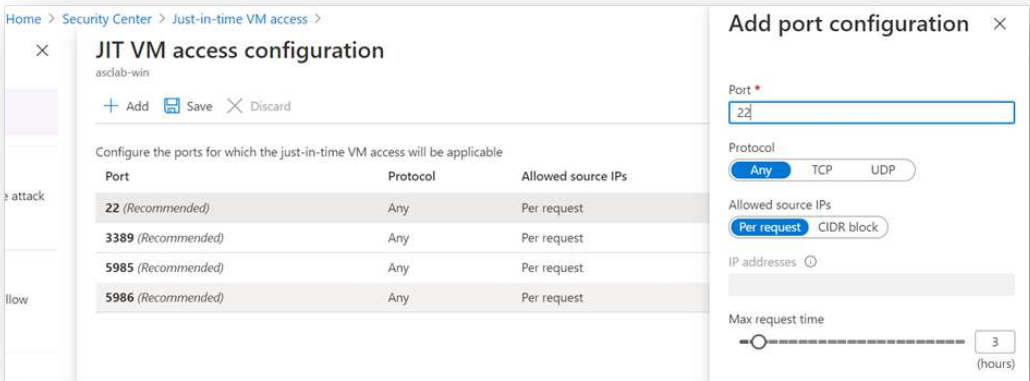 Home > Security Center > Just-in-time VM access >
JIT VM access configuration
asclab-win
Add Save Discard
Configure the ports for which the just-in-time VM access will be applicable
Port Protocol Allowed source IPs
22 (Recommended) Any Per request
3389 (Recommended) Any Per request
5985 (Recommended) Any Per request
5986 (Recommended) Any Per request
e attack
llow
Add port configuration
Port *
22
Protocol
Any TCP UDP
Allowed source IPs
Per request CIDR block
IP addresses
Max request time
3
(hours)